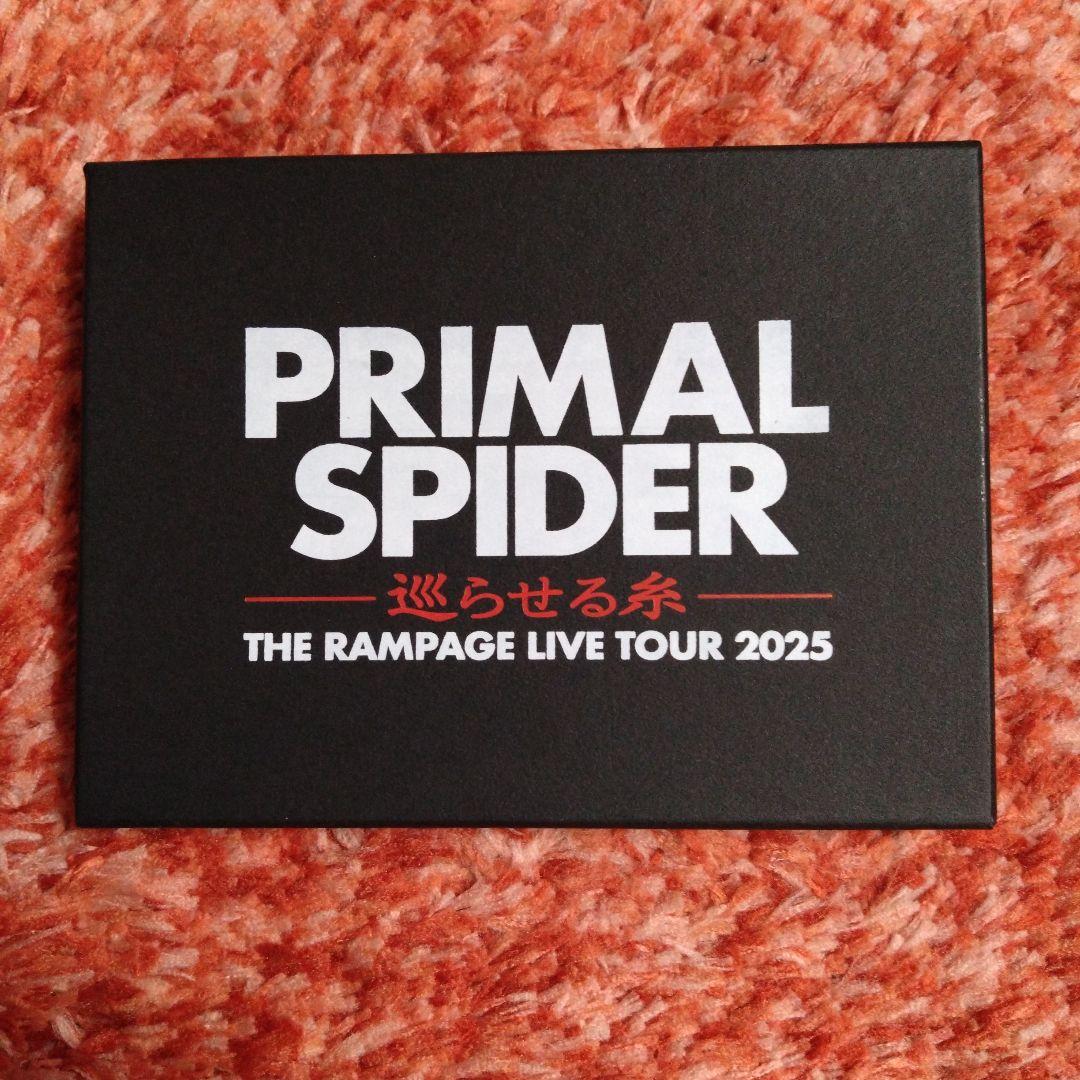 PRIMAL
SPIDER
巡らせる糸
THE RAMPAGE LIVE TOUR 2025